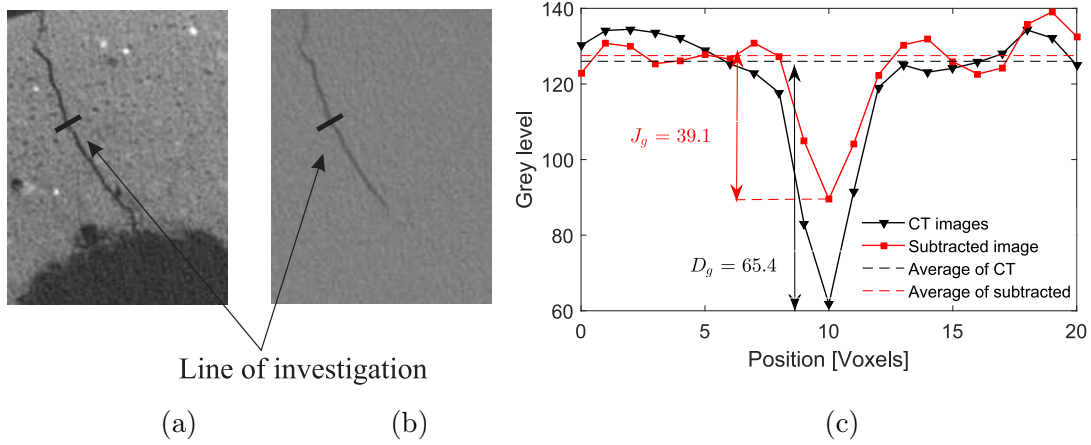 Line of investigation
(a)
(b)
Grey level
140
120
100
80
60
J_g = 39.1
D_g = 65.4
CT images
Subtracted image
Average of CT
Average of subtracted
0
5
10
15
20
Position [Voxels]
(c)